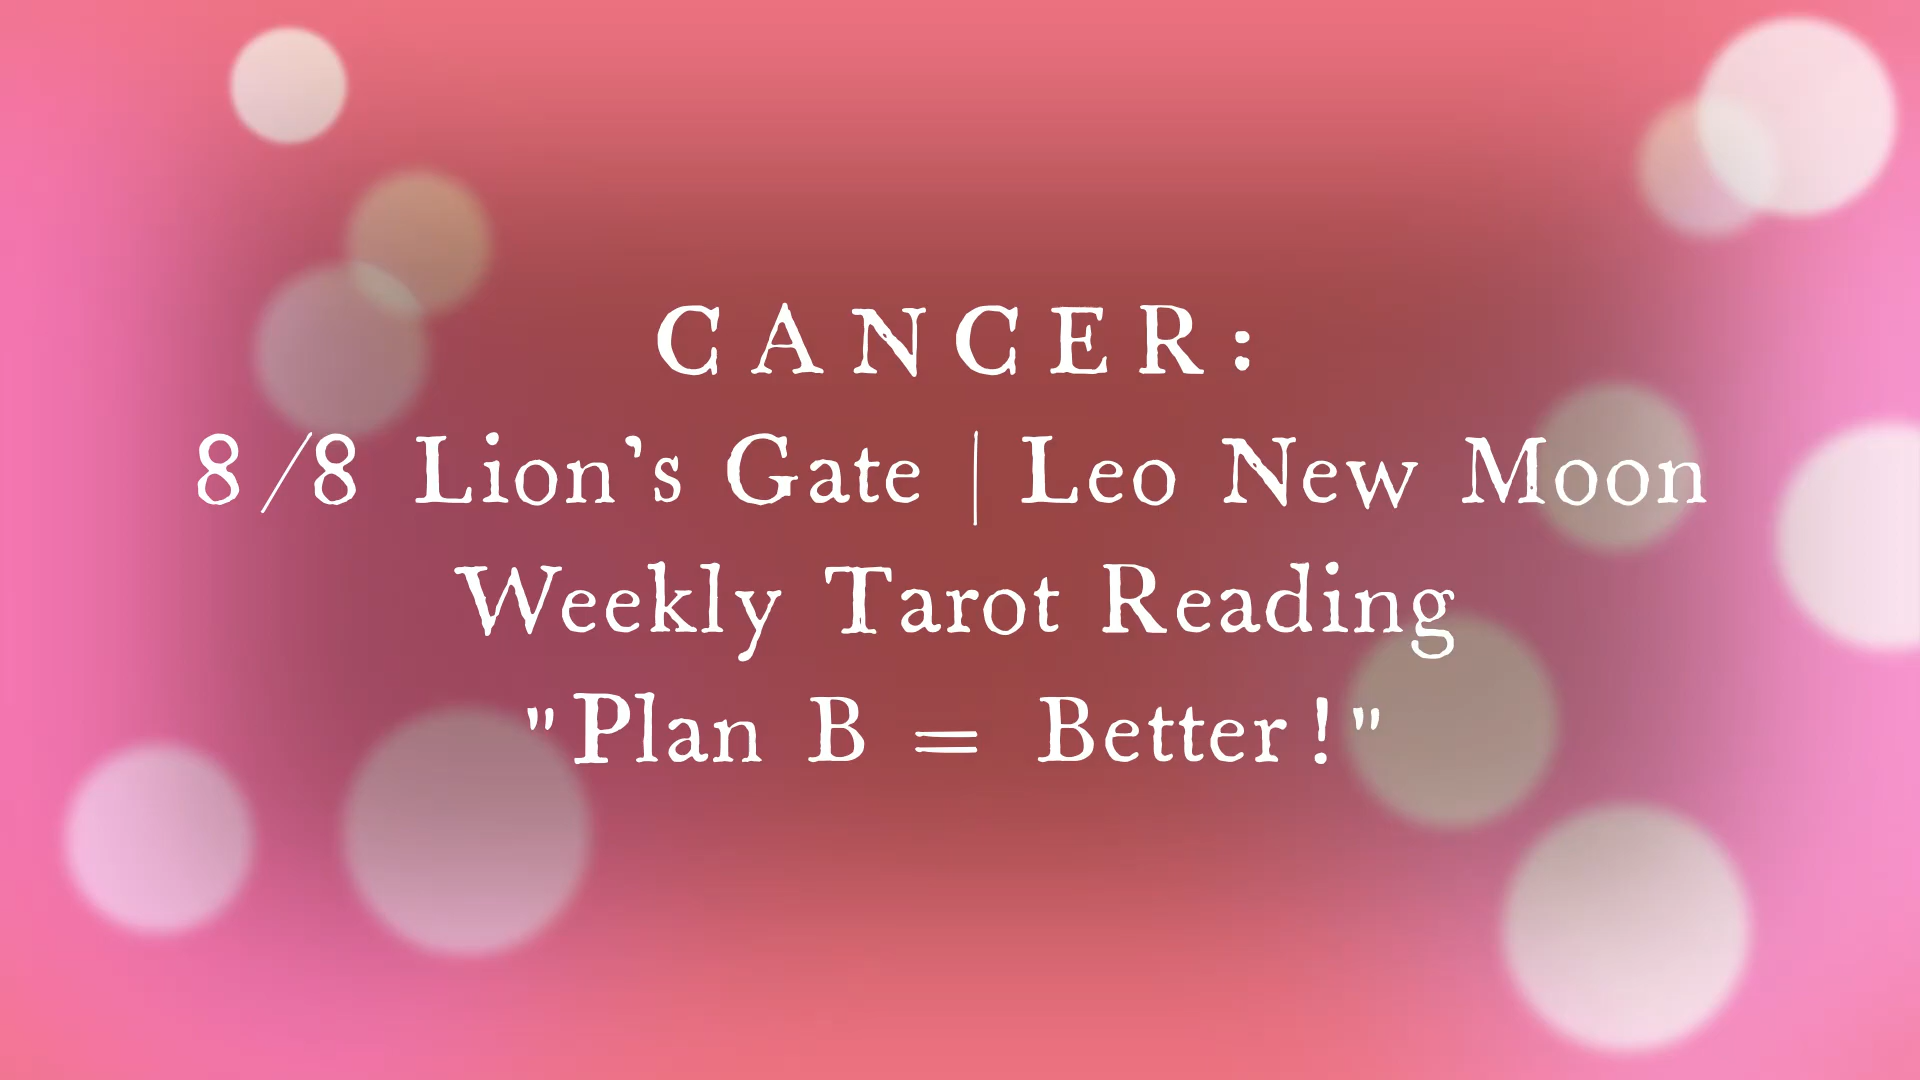 CANCER:
8/8 Lion's Gate | Leo New Moon
Weekly Tarot Reading
"Plan B = Better!"